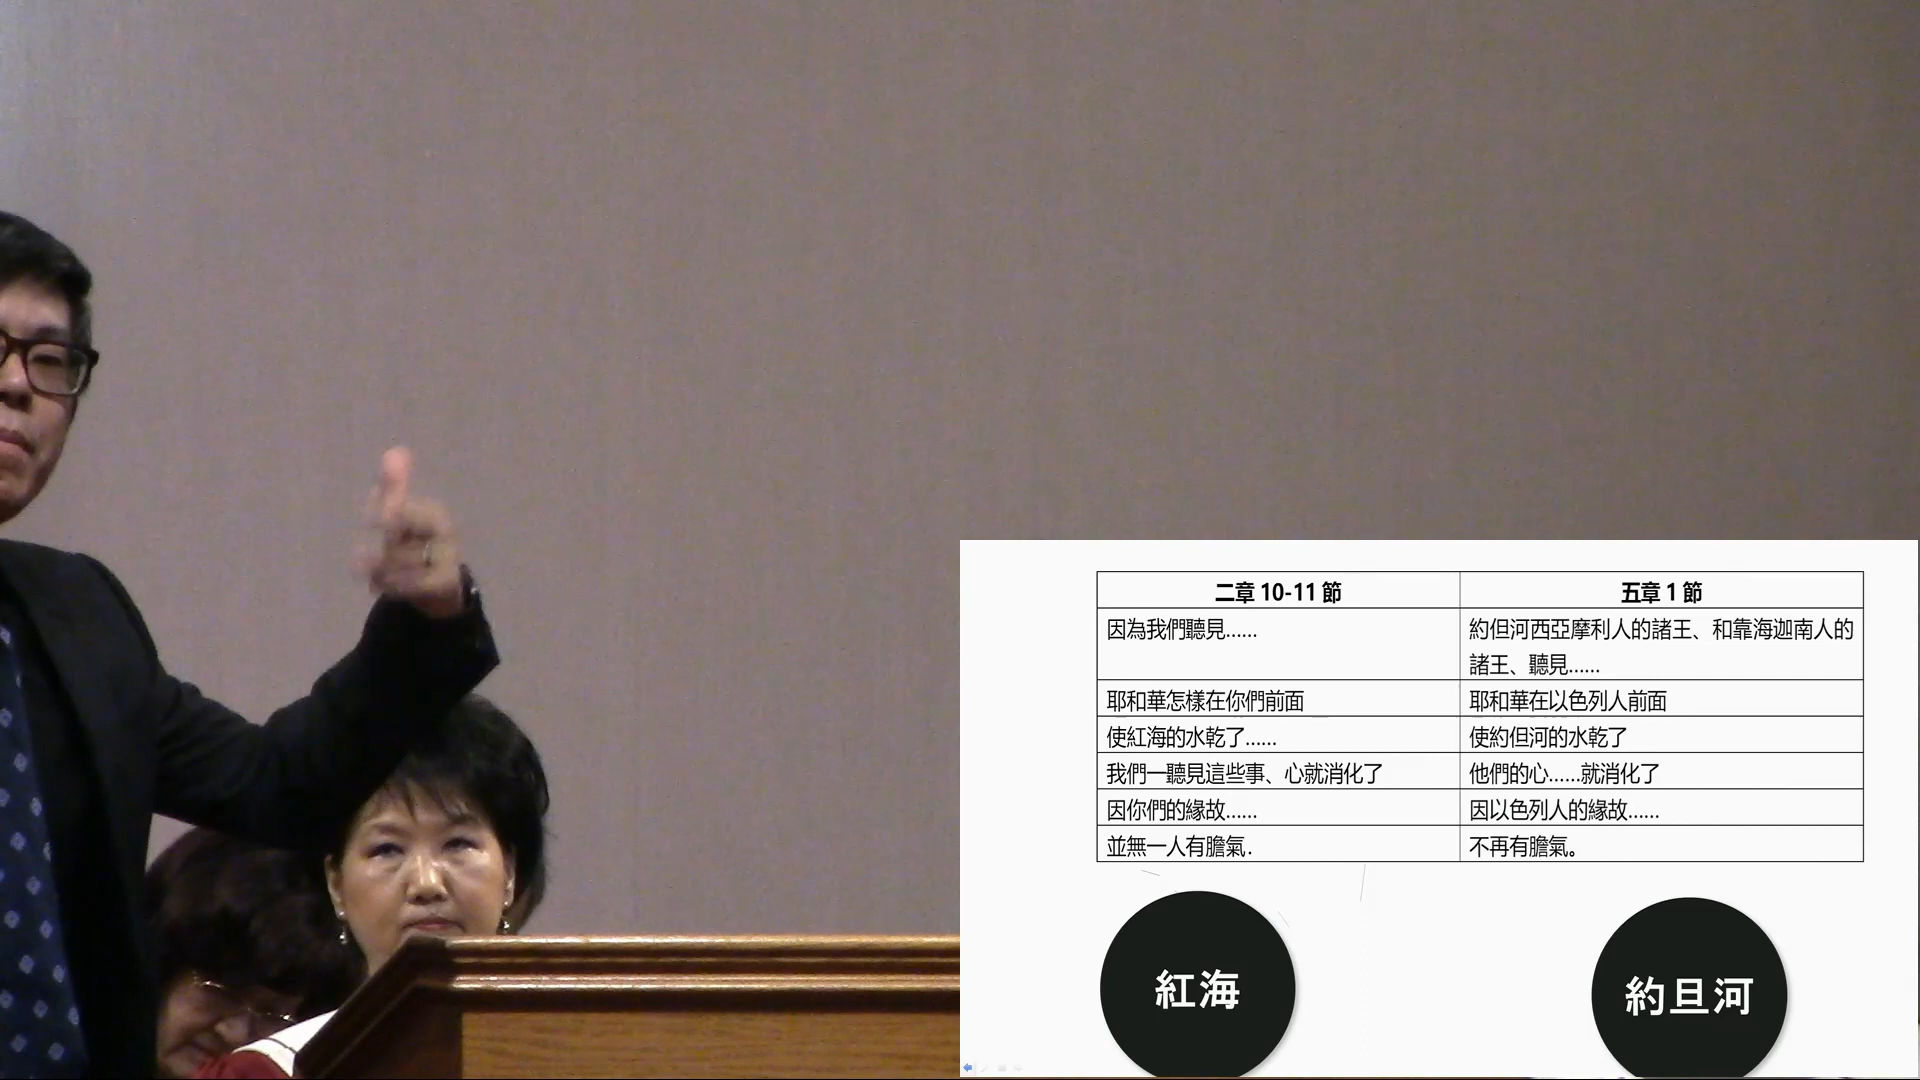 二章 10-11 節
五章 1 節
因為我們聽見……
約但河西亞摩利人的諸王、和靠海迦南人的
諸王、聽見……
耶和華怎樣在你們前面
耶和華在以色列人前面
使紅海的水乾了……
使約但河的水乾了
我們一聽見這些事、心就消化了
他們的心……就消化了
因你們的緣故……
因以色列人的緣故……
並無一人有膽氣.
不再有膽氣。
紅海
約旦河